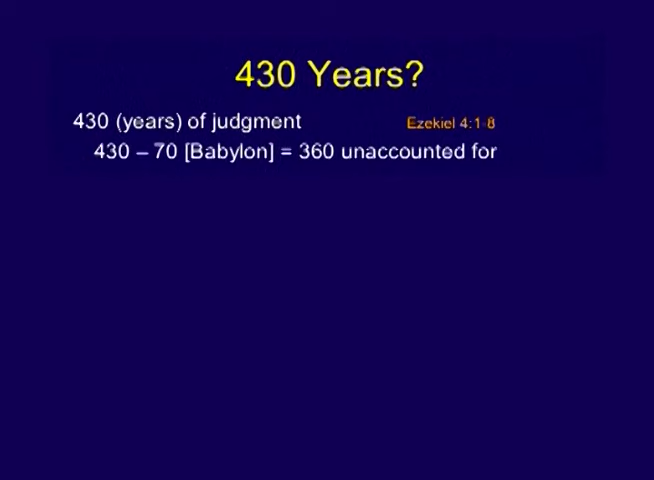 430 Years?
430 (years) of judgment Ezekiel 4:1-8
430 – 70 [Babylon] = 360 unaccounted for